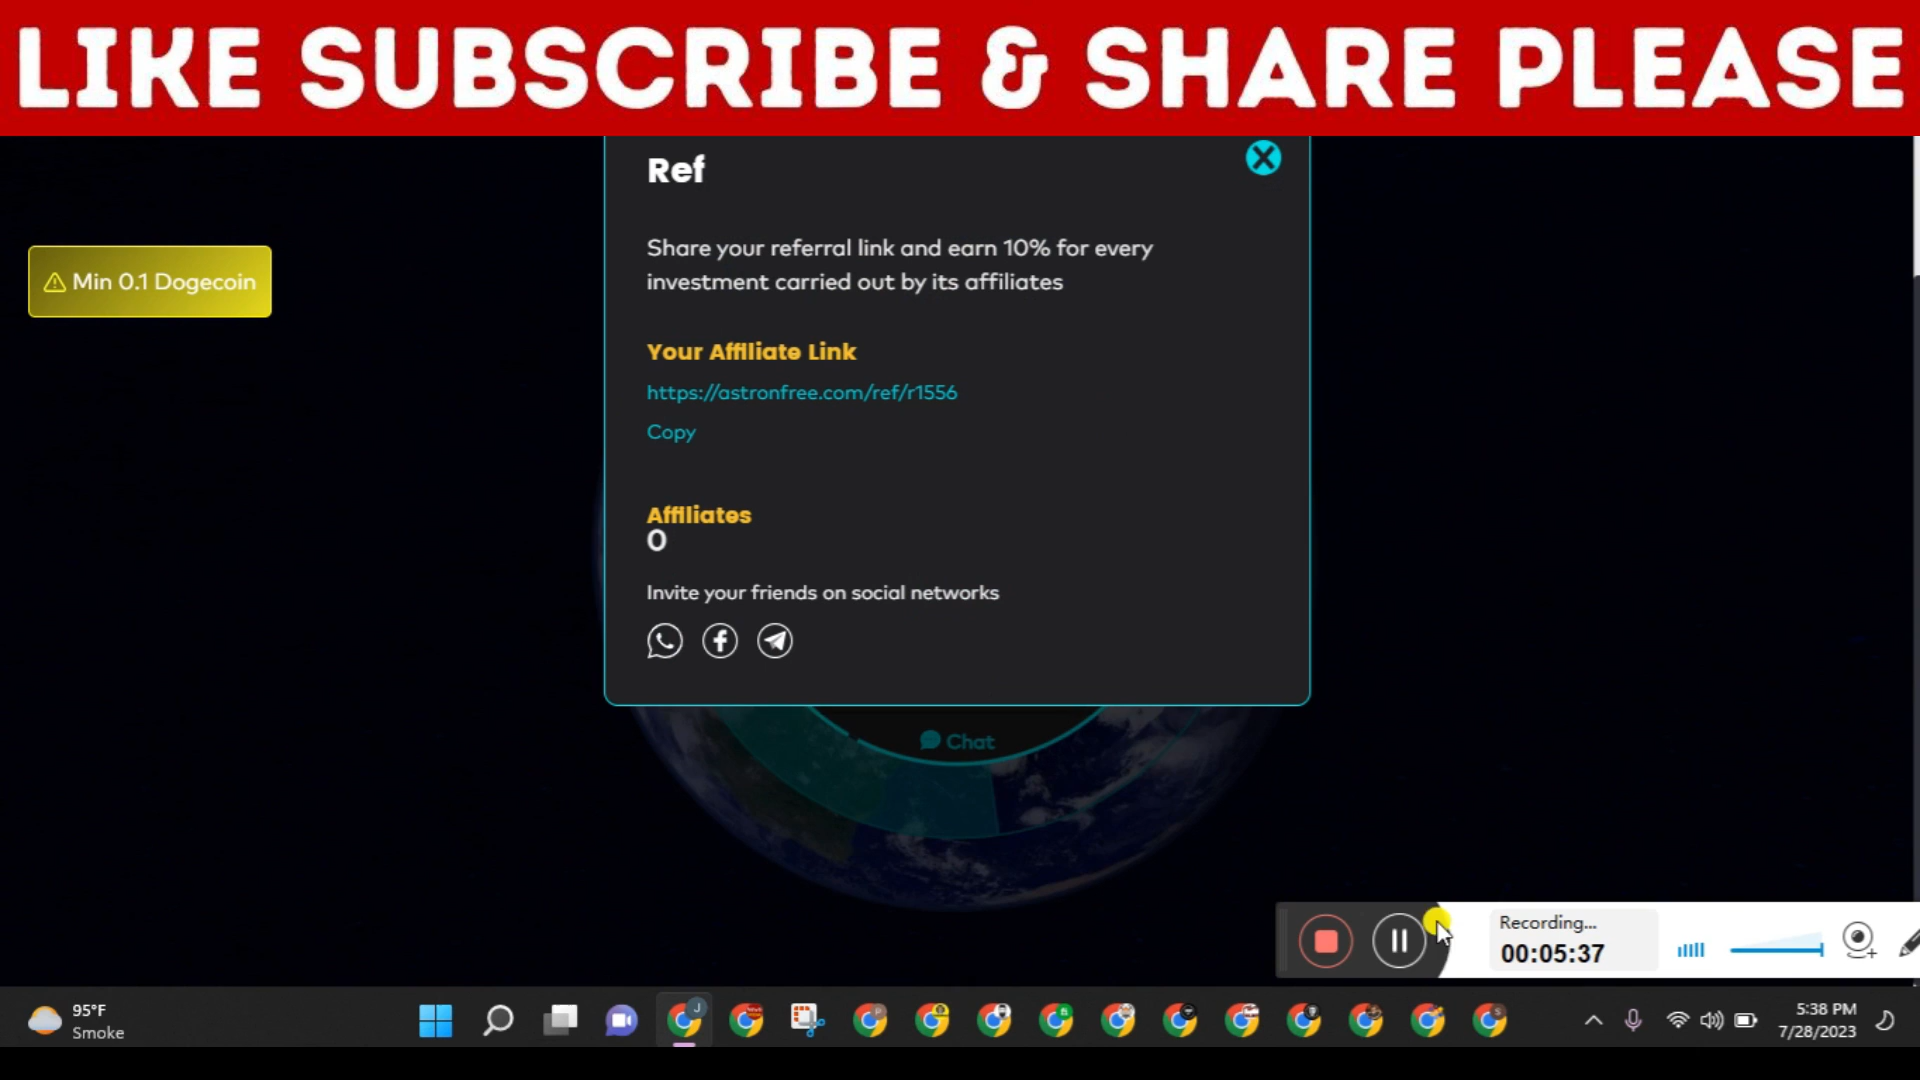 LIKE SUBSCRIBE & SHARE PLEASE
Ref
Share your referral link and earn 10% for every
investment carried out by its affiliates
Min 0.1 Dogecoin
Your Affiliate Link
https://astronfree.com/ref/r1556
Copy
Affiliates
0
Invite your friends on social networks
Chat
Recording...
00:05:37
95°F
Smoke
5:38 PM
7/28/2023